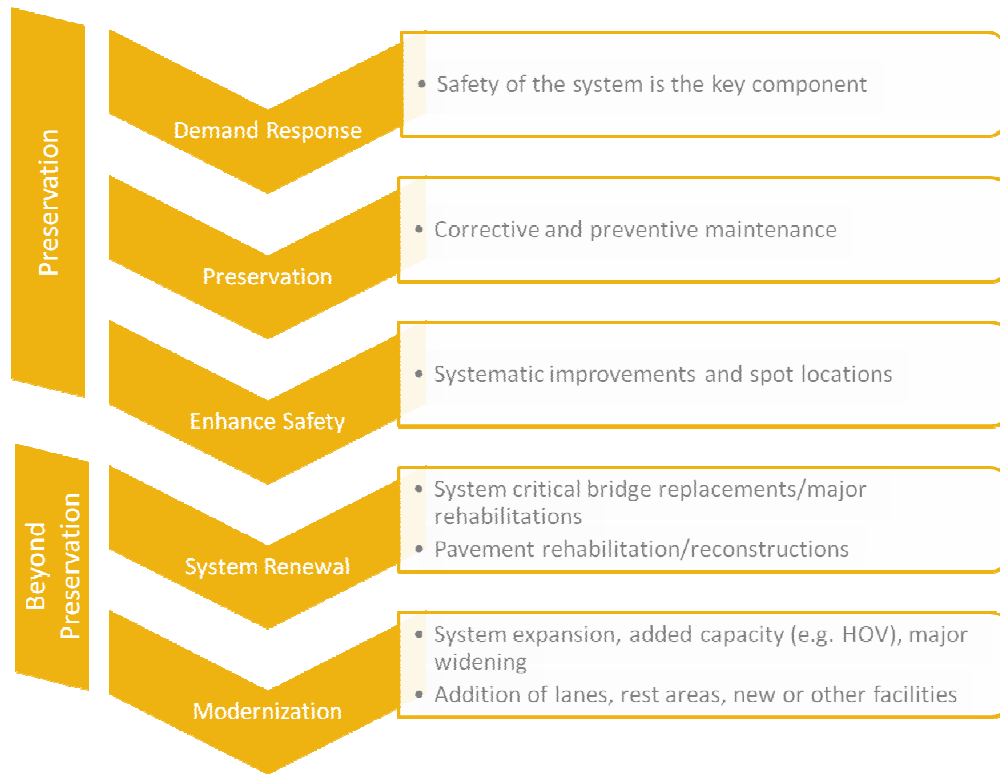 Preservation
Demand Response
• Safety of the system is the key component
Preservation
• Corrective and preventive maintenance
Enhance Safety
• Systematic improvements and spot locations
Beyond
Preservation
System Renewal
• System critical bridge replacements/major
rehabilitations
• Pavement rehabilitation/reconstructions
Modernization
• System expansion, added capacity (e.g. HOV), major
widening
• Addition of lanes, rest areas, new or other facilities